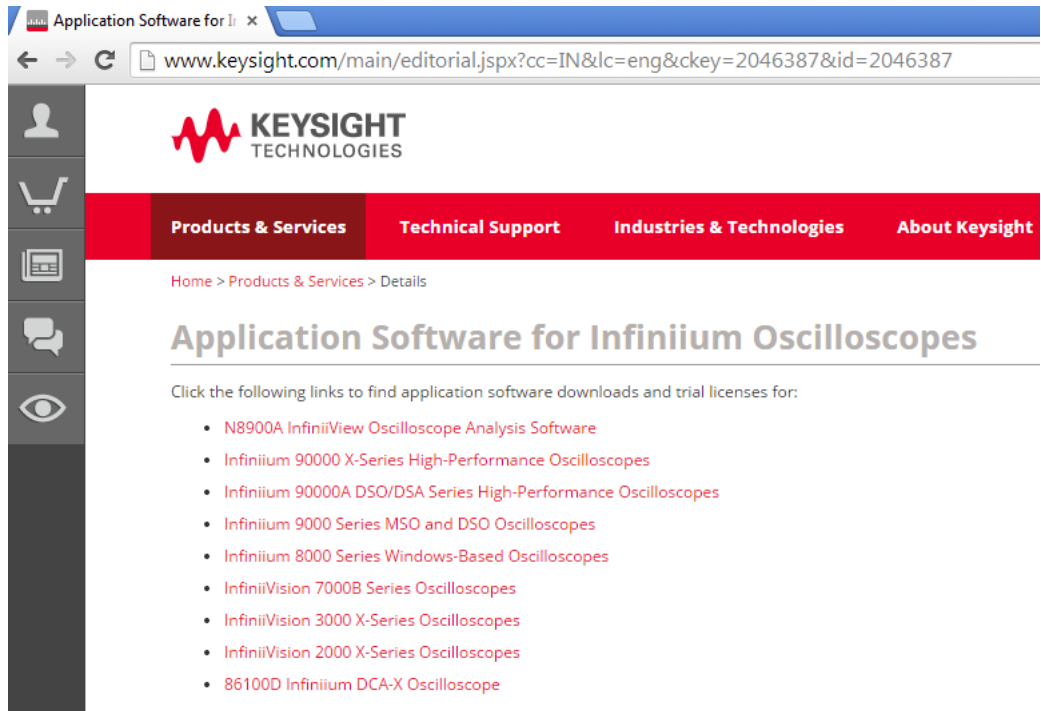 Application Software for I
www.keysight.com/main/editorial.jspx?cc=IN&lc=eng&ckey=2046387&id=2046387
KEYSIGHT
TECHNOLOGIES
Products & Services Technical Support Industries & Technologies About Keysight
Home > Products & Services > Details
Application Software for Infiniium Oscilloscopes
Click the following links to find application software downloads and trial licenses for:
• N8900A InfiniiView Oscilloscope Analysis Software
• Infiniium 90000 X-Series High-Performance Oscilloscopes
• Infiniium 90000A DSO/DSA Series High-Performance Oscilloscopes
• Infiniium 9000 Series MSO and DSO Oscilloscopes
• Infiniium 8000 Series Windows-Based Oscilloscopes
• InfiniiVision 7000B Series Oscilloscopes
• InfiniiVision 3000 X-Series Oscilloscopes
• InfiniiVision 2000 X-Series Oscilloscopes
• 86100D Infiniium DCA-X Oscilloscope